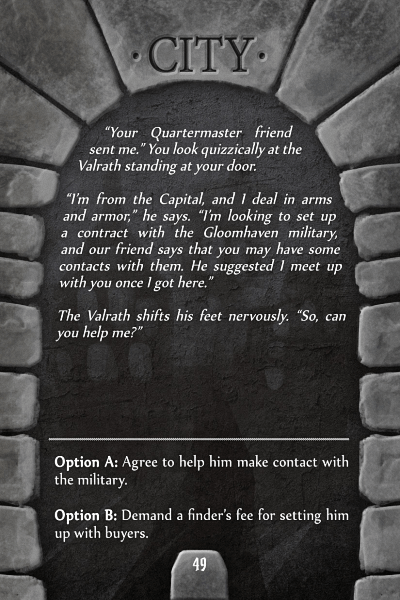 · CITY ·
“Your Quartermaster friend
sent me.” You look quizzically at the
Valrath standing at your door.
“I’m from the Capital, and I deal in arms
and armor,” he says. “I’m looking to set up
a contract with the Gloomhaven military,
and our friend says that you may have some
contacts with them. He suggested I meet up
with you once I got here.”
The Valrath shifts his feet nervously. “So, can
you help me?”
Option A: Agree to help him make contact with
the military.
Option B: Demand a finder’s fee for setting him
up with buyers.
49